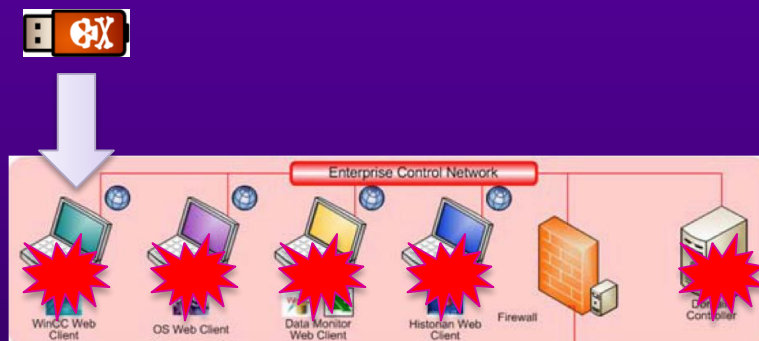 Enterprise Control Network
WinCC Web
Client
OS Web Client
Data Monitor
Web Client
Historian Web
Client
Firewall
Controller